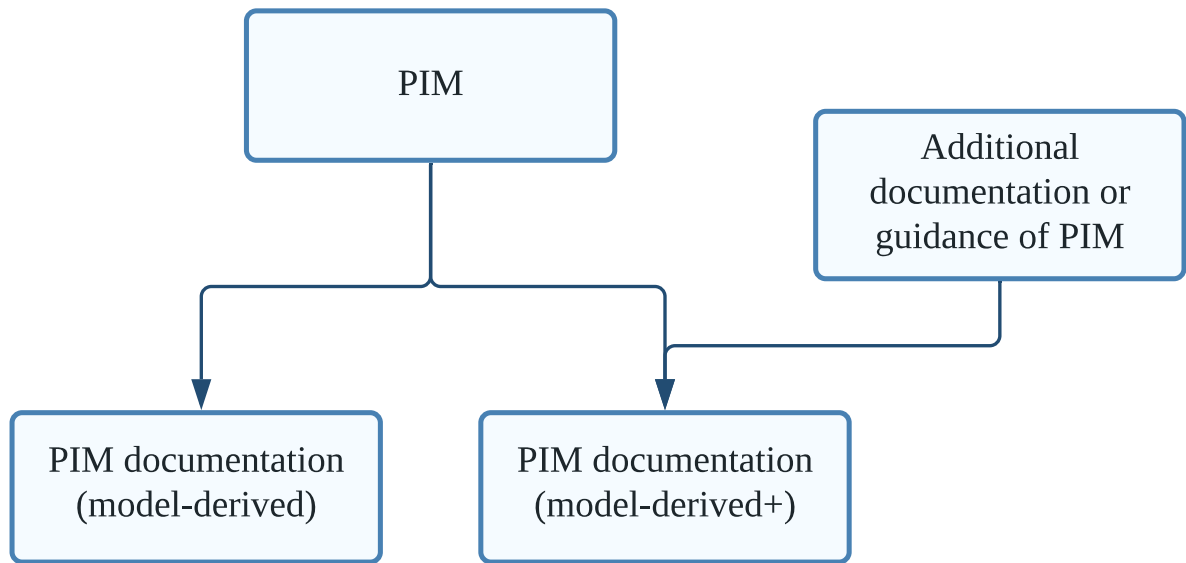 PIM
Additional
documentation or
guidance of PIM
PIM documentation
(model-derived)
PIM documentation
(model-derived+)